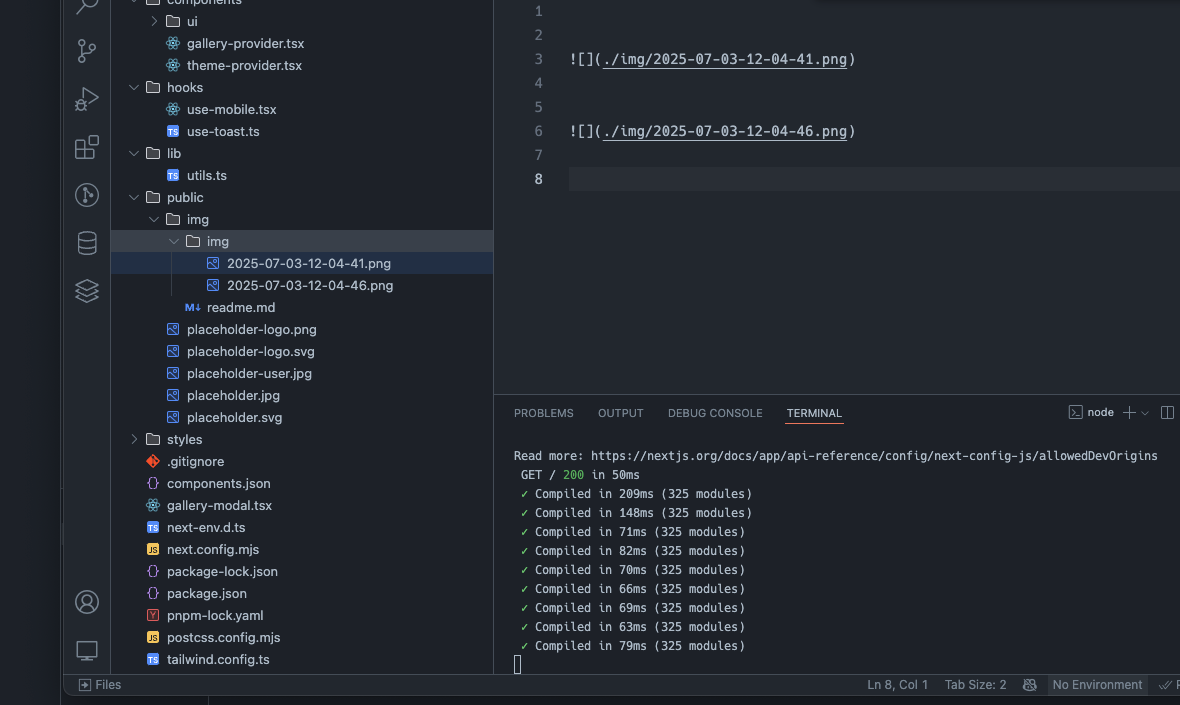 components
ui
gallery-provider.tsx
theme-provider.tsx
hooks
use-mobile.tsx
TS use-toast.ts
lib
TS utils.ts
public
img
img
2025-07-03-12-04-41.png
2025-07-03-12-04-46.png
M↓ readme.md
placeholder-logo.png
placeholder-logo.svg
placeholder-user.jpg
placeholder.jpg
placeholder.svg
styles
.gitignore
{} components.json
gallery-modal.tsx
TS next-env.d.ts
JS next.config.mjs
{} package-lock.json
{} package.json
Y pnpm-lock.yaml
JS postcss.config.mjs
TS tailwind.config.ts
1
2
3 ![](./img/2025-07-03-12-04-41.png)
4
5
6 ![](./img/2025-07-03-12-04-46.png)
7
8
PROBLEMS OUTPUT DEBUG CONSOLE TERMINAL node
Read more: https://nextjs.org/docs/app/api-reference/config/next-config-js/allowedDevOrigins
GET / 200 in 50ms
✓ Compiled in 209ms (325 modules)
✓ Compiled in 148ms (325 modules)
✓ Compiled in 71ms (325 modules)
✓ Compiled in 82ms (325 modules)
✓ Compiled in 70ms (325 modules)
✓ Compiled in 66ms (325 modules)
✓ Compiled in 69ms (325 modules)
✓ Compiled in 63ms (325 modules)
✓ Compiled in 79ms (325 modules)
Files Ln 8, Col 1 Tab Size: 2 No Environment